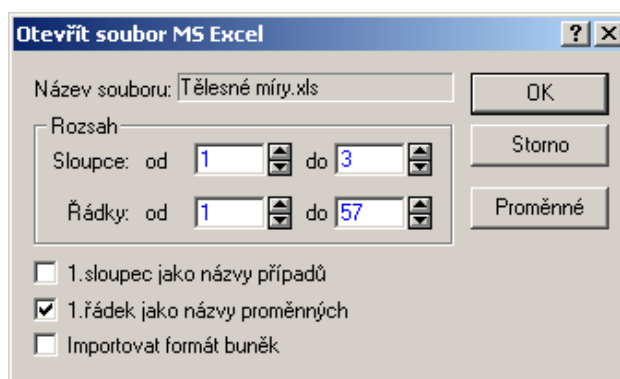 Otevřít soubor MS Excel
Název souboru: Tělesné míry.xls
OK
Rozsah
Sloupce: od 1 do 3
Storno
Řádky: od 1 do 57
Proměnné
1.sloupec jako názvy případů
1.řádek jako názvy proměnných
Importovat formát buněk